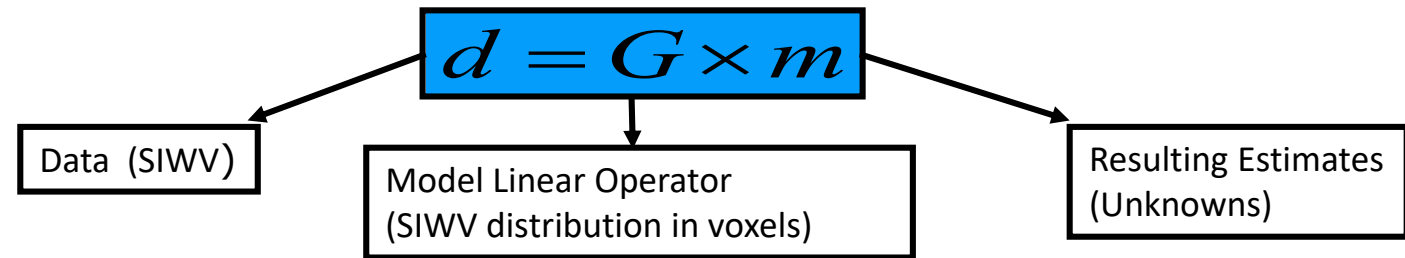 d = G × m
Data (SIWV)
Model Linear Operator
(SIWV distribution in voxels)
Resulting Estimates
(Unknowns)